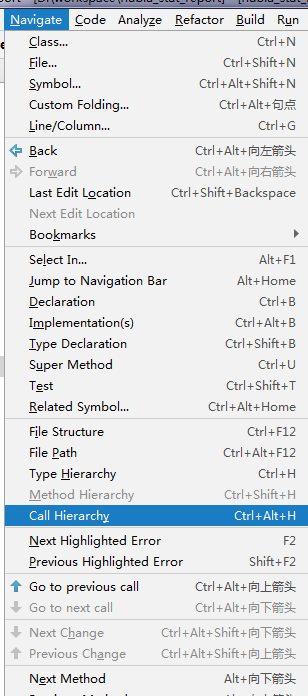 Navigate Code Analyze Refactor Build Run
Class... Ctrl+N
File... Ctrl+Shift+N
Symbol... Ctrl+Alt+Shift+N
Custom Folding... Ctrl+Alt+句点
Line/Column... Ctrl+G
Back Ctrl+Alt+向左箭头
Forward Ctrl+Alt+向右箭头
Last Edit Location Ctrl+Shift+Backspace
Next Edit Location
Bookmarks
Select In... Alt+F1
Jump to Navigation Bar Alt+Home
Declaration Ctrl+B
Implementation(s) Ctrl+Alt+B
Type Declaration Ctrl+Shift+B
Super Method Ctrl+U
Test Ctrl+Shift+T
Related Symbol... Ctrl+Alt+Home
File Structure Ctrl+F12
File Path Ctrl+Alt+F12
Type Hierarchy Ctrl+H
Method Hierarchy Ctrl+Shift+H
Call Hierarchy Ctrl+Alt+H
Next Highlighted Error F2
Previous Highlighted Error Shift+F2
Go to previous call Ctrl+Alt+向上箭头
Go to next call Ctrl+Alt+向下箭头
Next Change Ctrl+Alt+Shift+向下箭头
Previous Change Ctrl+Alt+Shift+向上箭头
Next Method Alt+向下箭头